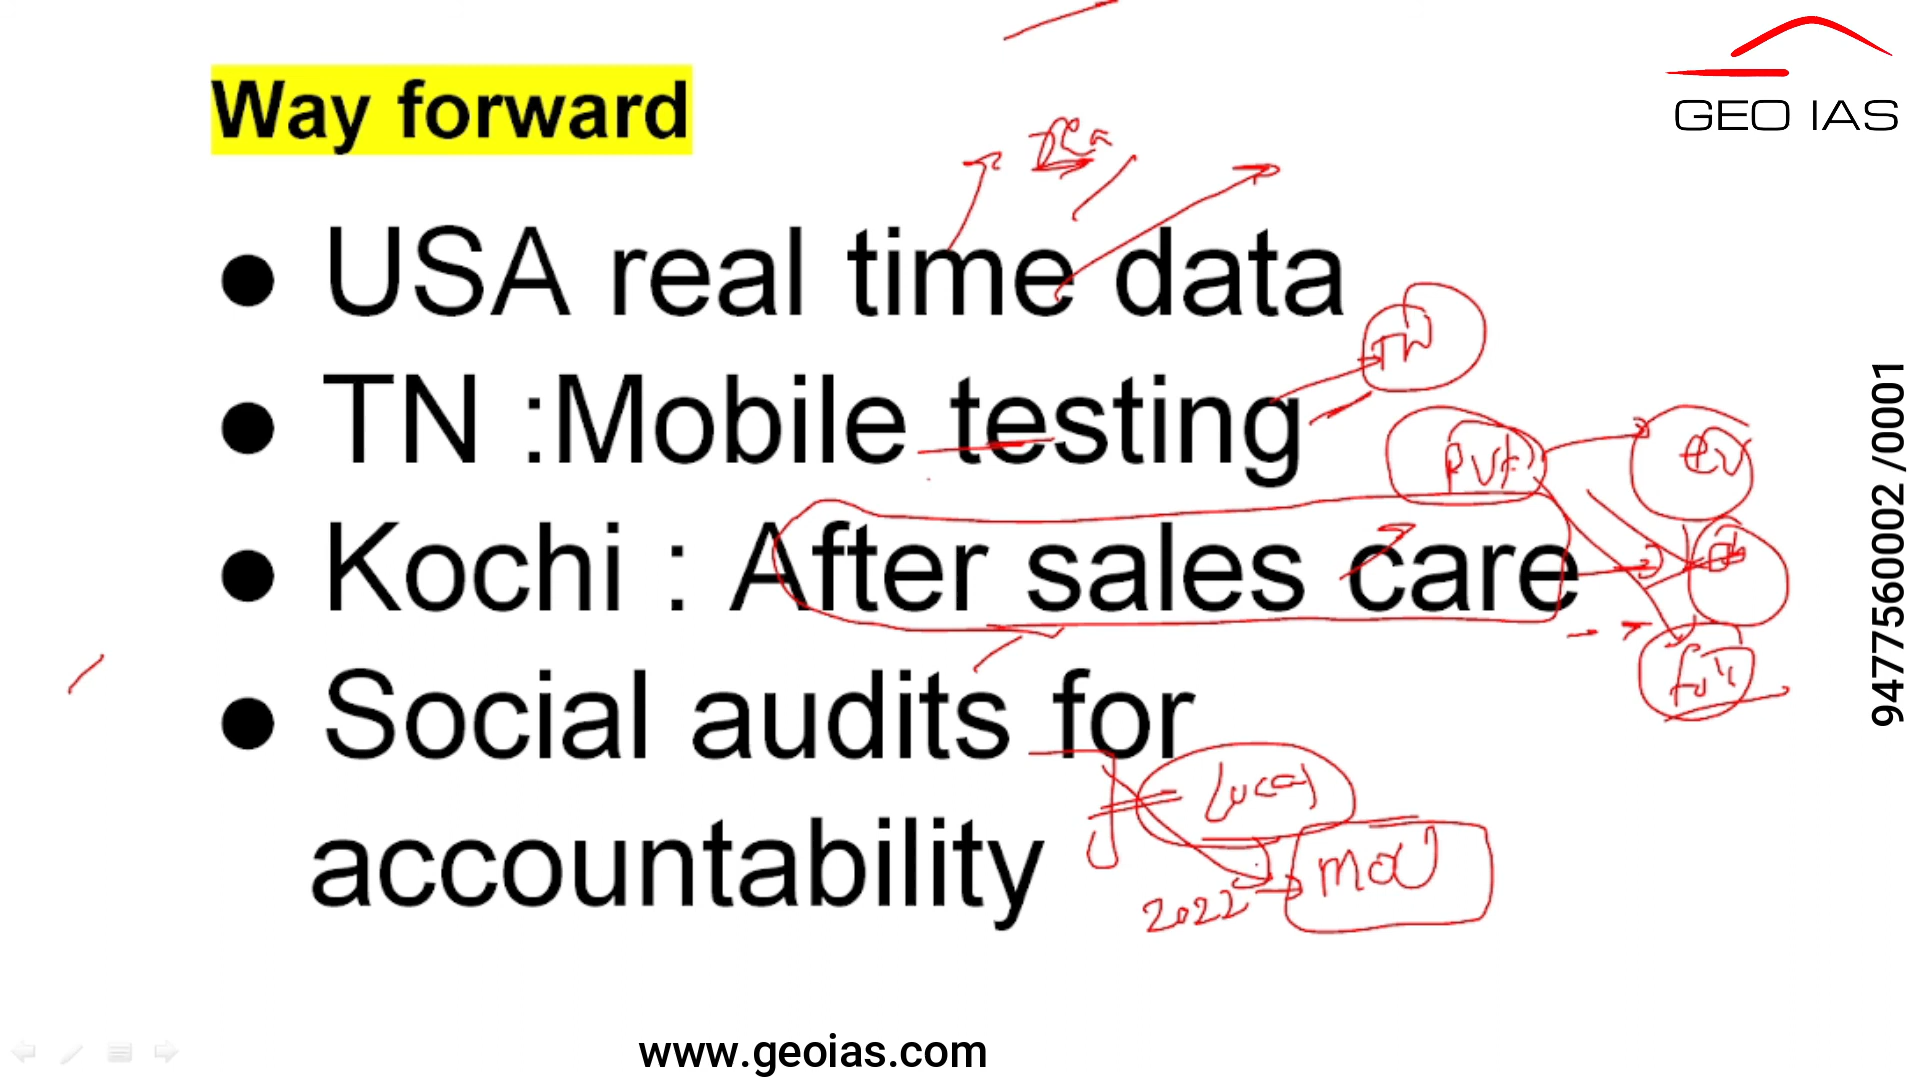 GEO IAS
Way forward
● USA real time data
TN
● TN :Mobile testing
Pvt
● Kochi : After sales care
● Social audits for
Local
accountability
2022
MOU
9477560002 /0001
www.geoias.com